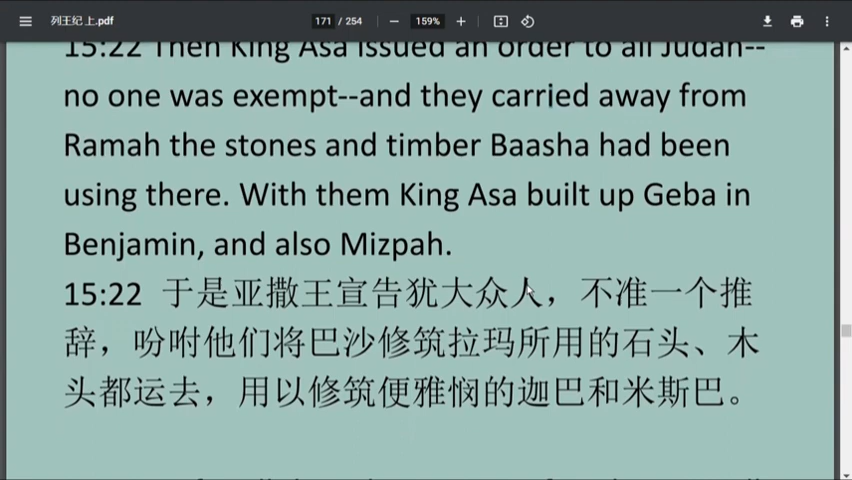 列王纪 上.pdf
171 / 254
159%
15:22 Then King Asa issued an order to all Judah--
no one was exempt--and they carried away from
Ramah the stones and timber Baasha had been
using there. With them King Asa built up Geba in
Benjamin, and also Mizpah.
15:22 于是亚撒王宣告犹大众人，不准一个推
辞，吩咐他们将巴沙修筑拉玛所用的石头、木
头都运去，用以修筑便雅悯的迦巴和米斯巴。